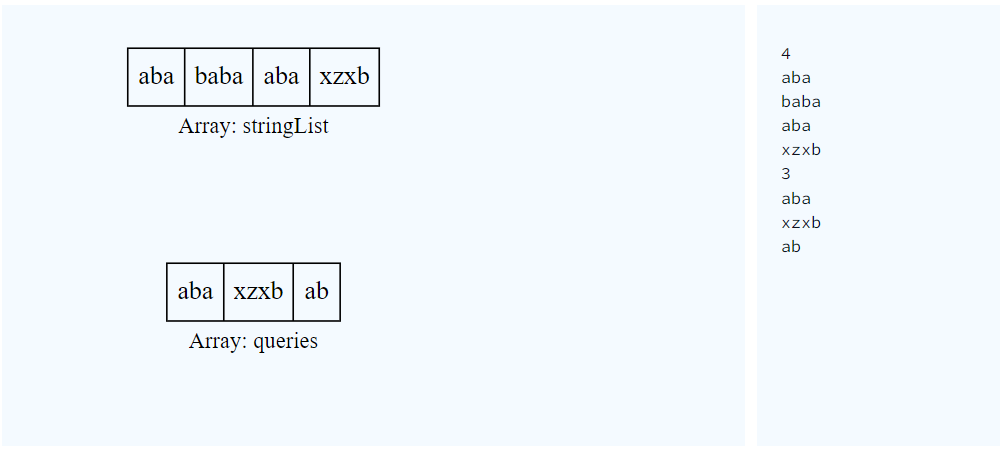 aba baba aba xzxb
Array: stringList
aba xzxb ab
Array: queries
4
aba
baba
aba
xzxb
3
aba
xzxb
ab